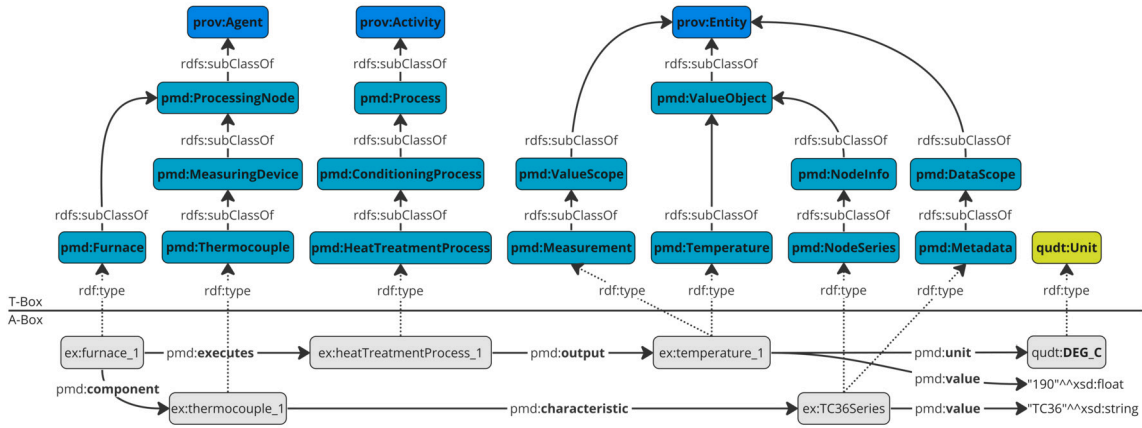 prov:Agent prov:Activity prov:Entity
rdfs:subClassOf rdfs:subClassOf rdfs:subClassOf
pmd:ProcessingNode pmd:Process pmd:ValueObject
rdfs:subClassOf rdfs:subClassOf rdfs:subClassOf rdfs:subClassOf rdfs:subClassOf
pmd:MeasuringDevice pmd:ConditioningProcess pmd:ValueScope pmd:NodeInfo pmd:DataScope
rdfs:subClassOf rdfs:subClassOf rdfs:subClassOf rdfs:subClassOf rdfs:subClassOf rdfs:subClassOf rdfs:subClassOf
pmd:Furnace pmd:Thermocouple pmd:HeatTreatmentProcess pmd:Measurement pmd:Temperature pmd:NodeSeries pmd:Metadata qudt:Unit
rdf:type rdf:type rdf:type rdf:type rdf:type rdf:type rdf:type rdf:type
T-Box
A-Box
ex:furnace_1 pmd:executes ex:heatTreatmentProcess_1 pmd:output ex:temperature_1 pmd:unit qudt:DEG_C
pmd:component pmd:value "190"^^xsd:float
ex:thermocouple_1 pmd:characteristic ex:TC36Series pmd:value "TC36"^^xsd:string